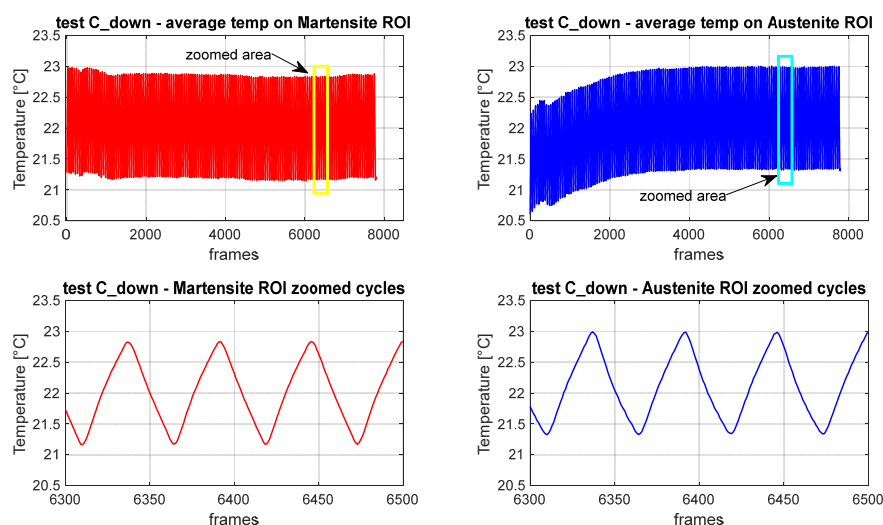 test C_down - average temp on Martensite ROI
23.5
23
22.5
22
21.5
21
20.5
Temperature [°C]
zoomed area
0 2000 4000 6000 8000
frames
test C_down - average temp on Austenite ROI
23.5
23
22.5
22
21.5
21
20.5
Temperature [°C]
zoomed area
0 2000 4000 6000 8000
frames
test C_down - Martensite ROI zoomed cycles
23.5
23
22.5
22
21.5
21
20.5
Temperature [°C]
6300 6350 6400 6450 6500
frames
test C_down - Austenite ROI zoomed cycles
23.5
23
22.5
22
21.5
21
20.5
Temperature [°C]
6300 6350 6400 6450 6500
frames